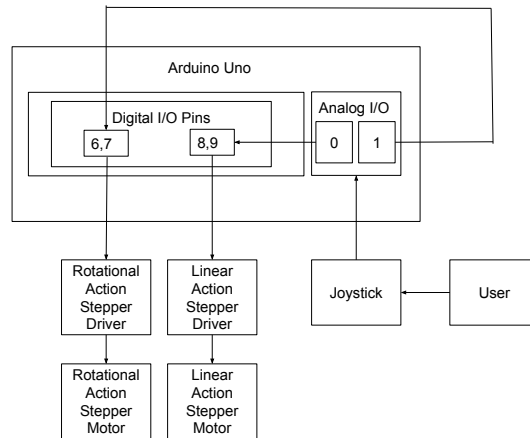 Arduino Uno
Digital I/O Pins
Analog I/O
6,7
8,9
0
1
Rotational
Action
Stepper
Driver
Linear
Action
Stepper
Driver
Joystick
User
Rotational
Action
Stepper
Motor
Linear
Action
Stepper
Motor